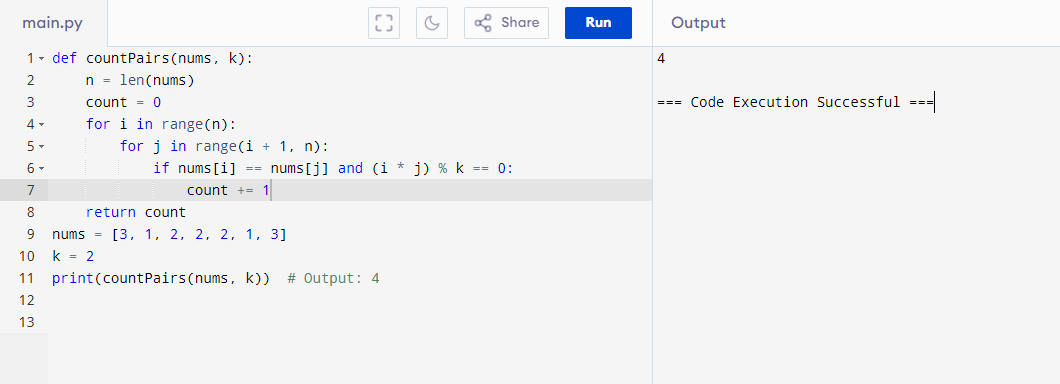 main.py Share Run Output
1 def countPairs(nums, k):
2     n = len(nums)
3     count = 0
4     for i in range(n):
5         for j in range(i + 1, n):
6             if nums[i] == nums[j] and (i * j) % k == 0:
7                 count += 1
8     return count
9 nums = [3, 1, 2, 2, 2, 1, 3]
10 k = 2
11 print(countPairs(nums, k))  # Output: 4
12
13
4
=== Code Execution Successful ===